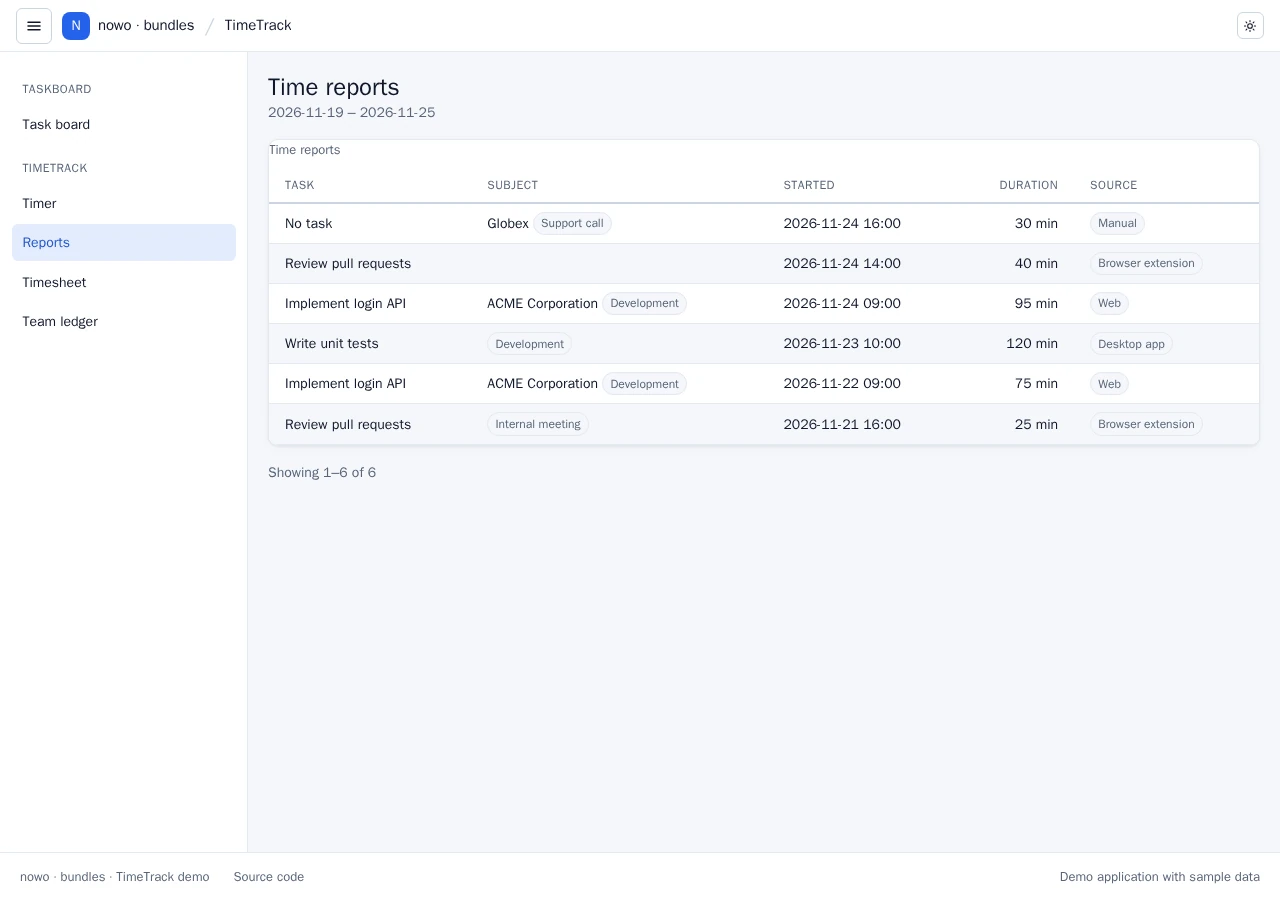 N nowo · bundles / TimeTrack
TASKBOARD
Task board
TIMETRACK
Timer
Reports
Timesheet
Team ledger
Time reports
2026-11-19 – 2026-11-25
Time reports
TASK SUBJECT STARTED DURATION SOURCE
No task Globex Support call 2026-11-24 16:00 30 min Manual
Review pull requests 2026-11-24 14:00 40 min Browser extension
Implement login API ACME Corporation Development 2026-11-24 09:00 95 min Web
Write unit tests Development 2026-11-23 10:00 120 min Desktop app
Implement login API ACME Corporation Development 2026-11-22 09:00 75 min Web
Review pull requests Internal meeting 2026-11-21 16:00 25 min Browser extension
Showing 1–6 of 6
nowo · bundles · TimeTrack demo Source code Demo application with sample data